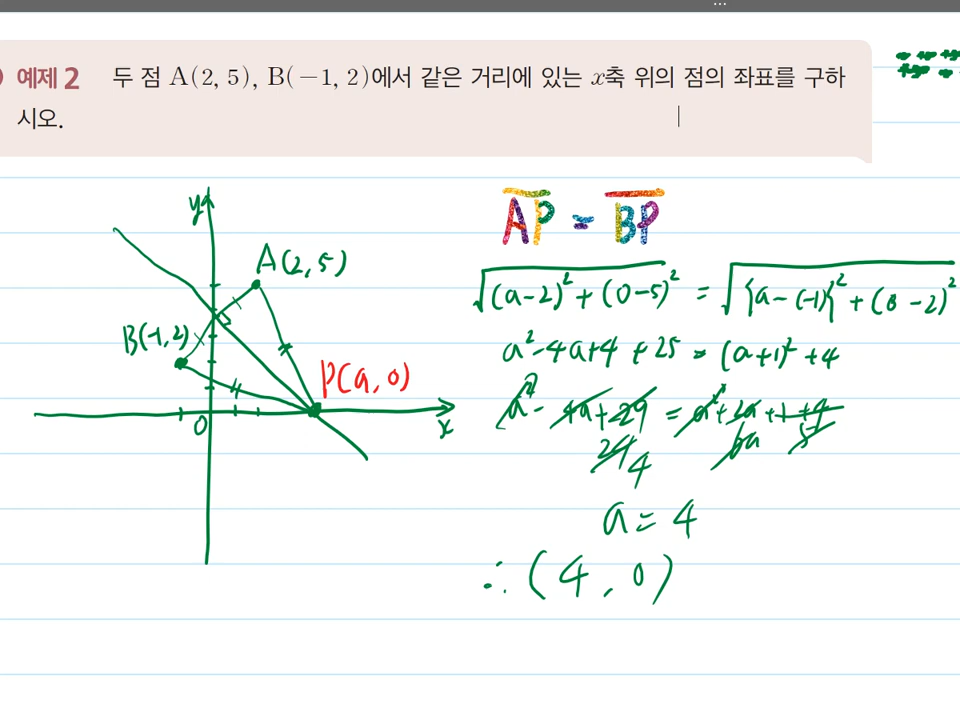 예제 2 두 점 A(2, 5), B(−1, 2)에서 같은 거리에 있는 x축 위의 점의 좌표를 구하
시오.
y
A(2, 5)
B(-1, 2)
P(a, 0)
0
x
AP = BP
√(a-2)²+(0-5)² = √{a-(-1)}²+(0-2)²
a²-4a+4+25 = (a+1)²+4
a²-4a+29 = a²+2a+1+4
24 6a 5
4
a = 4
∴ (4, 0)